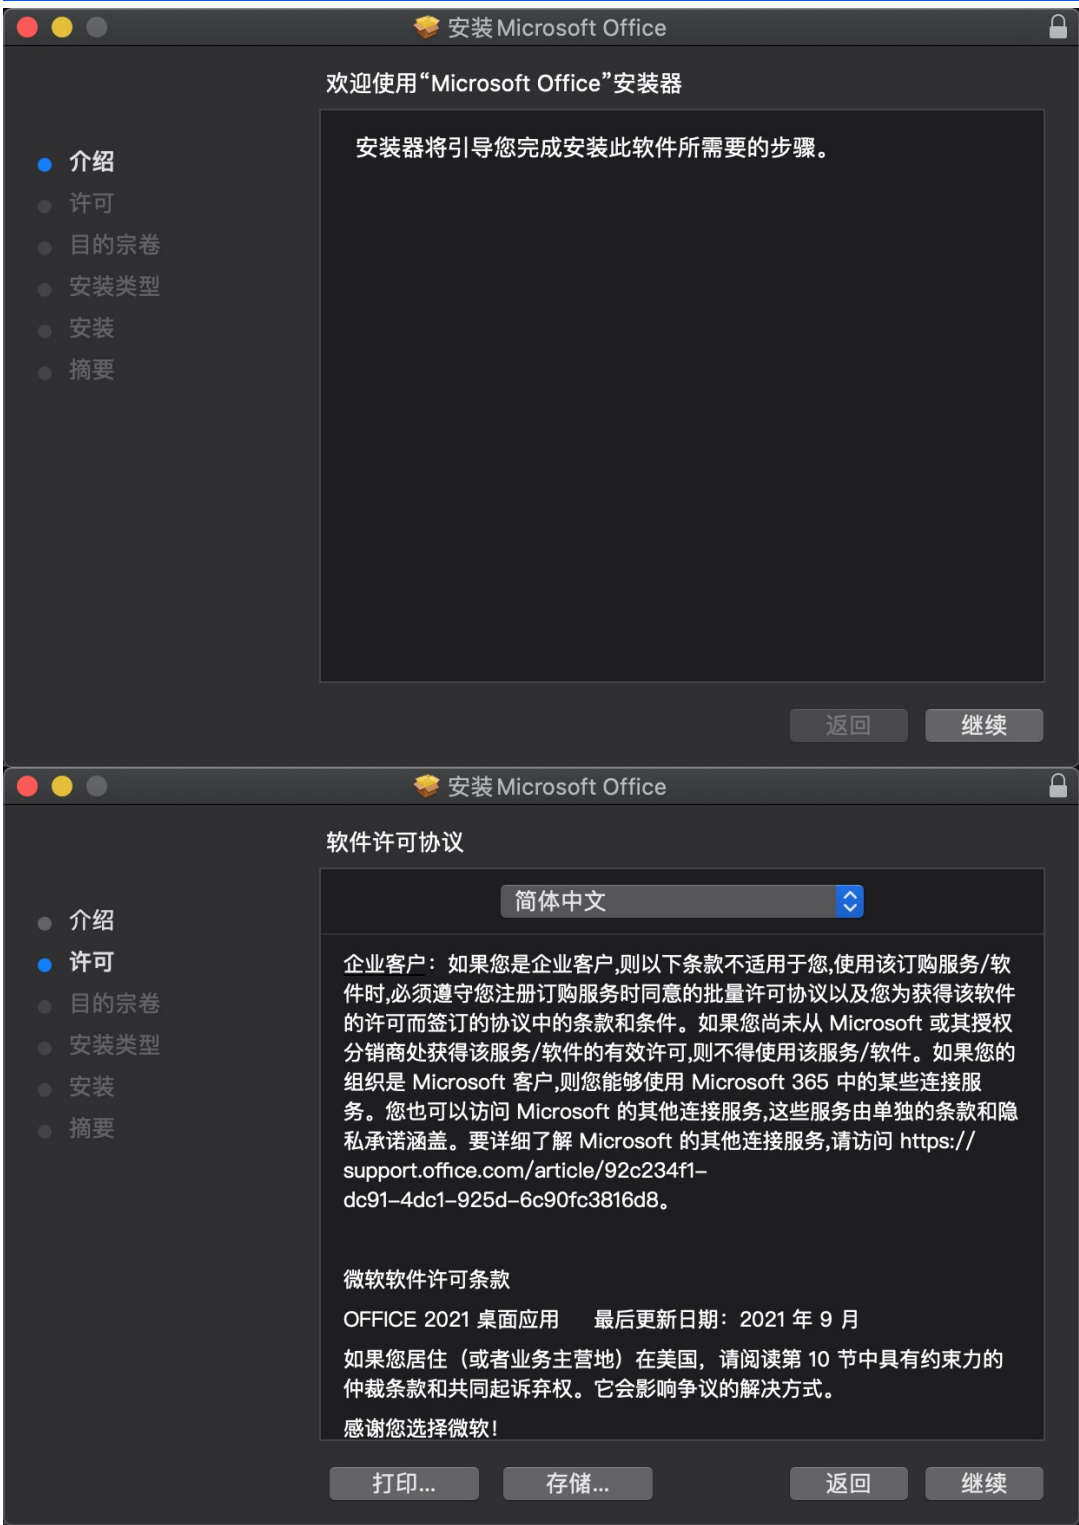 安装Microsoft Office
欢迎使用“Microsoft Office”安装器
介绍
许可
目的宗卷
安装类型
安装
摘要
安装器将引导您完成安装此软件所需要的步骤。
返回
继续
安装Microsoft Office
软件许可协议
介绍
许可
目的宗卷
安装类型
安装
摘要
简体中文
企业客户：如果您是企业客户,则以下条款不适用于您,使用该订购服务/软
件时,必须遵守您注册订购服务时同意的批量许可协议以及您为获得该软件
的许可而签订的协议中的条款和条件。如果您尚未从 Microsoft 或其授权
分销商处获得该服务/软件的有效许可,则不得使用该服务/软件。如果您的
组织是 Microsoft 客户,则您能够使用 Microsoft 365 中的某些连接服
务。您也可以访问 Microsoft 的其他连接服务,这些服务由单独的条款和隐
私承诺涵盖。要详细了解 Microsoft 的其他连接服务,请访问 https://
support.office.com/article/92c234f1-
dc91-4dc1-925d-6c90fc3816d8。
微软软件许可条款
OFFICE 2021 桌面应用 最后更新日期：2021 年 9 月
如果您居住（或者业务主营地）在美国，请阅读第 10 节中具有约束力的
仲裁条款和共同起诉弃权。它会影响争议的解决方式。
感谢您选择微软！
打印...
存储...
返回
继续